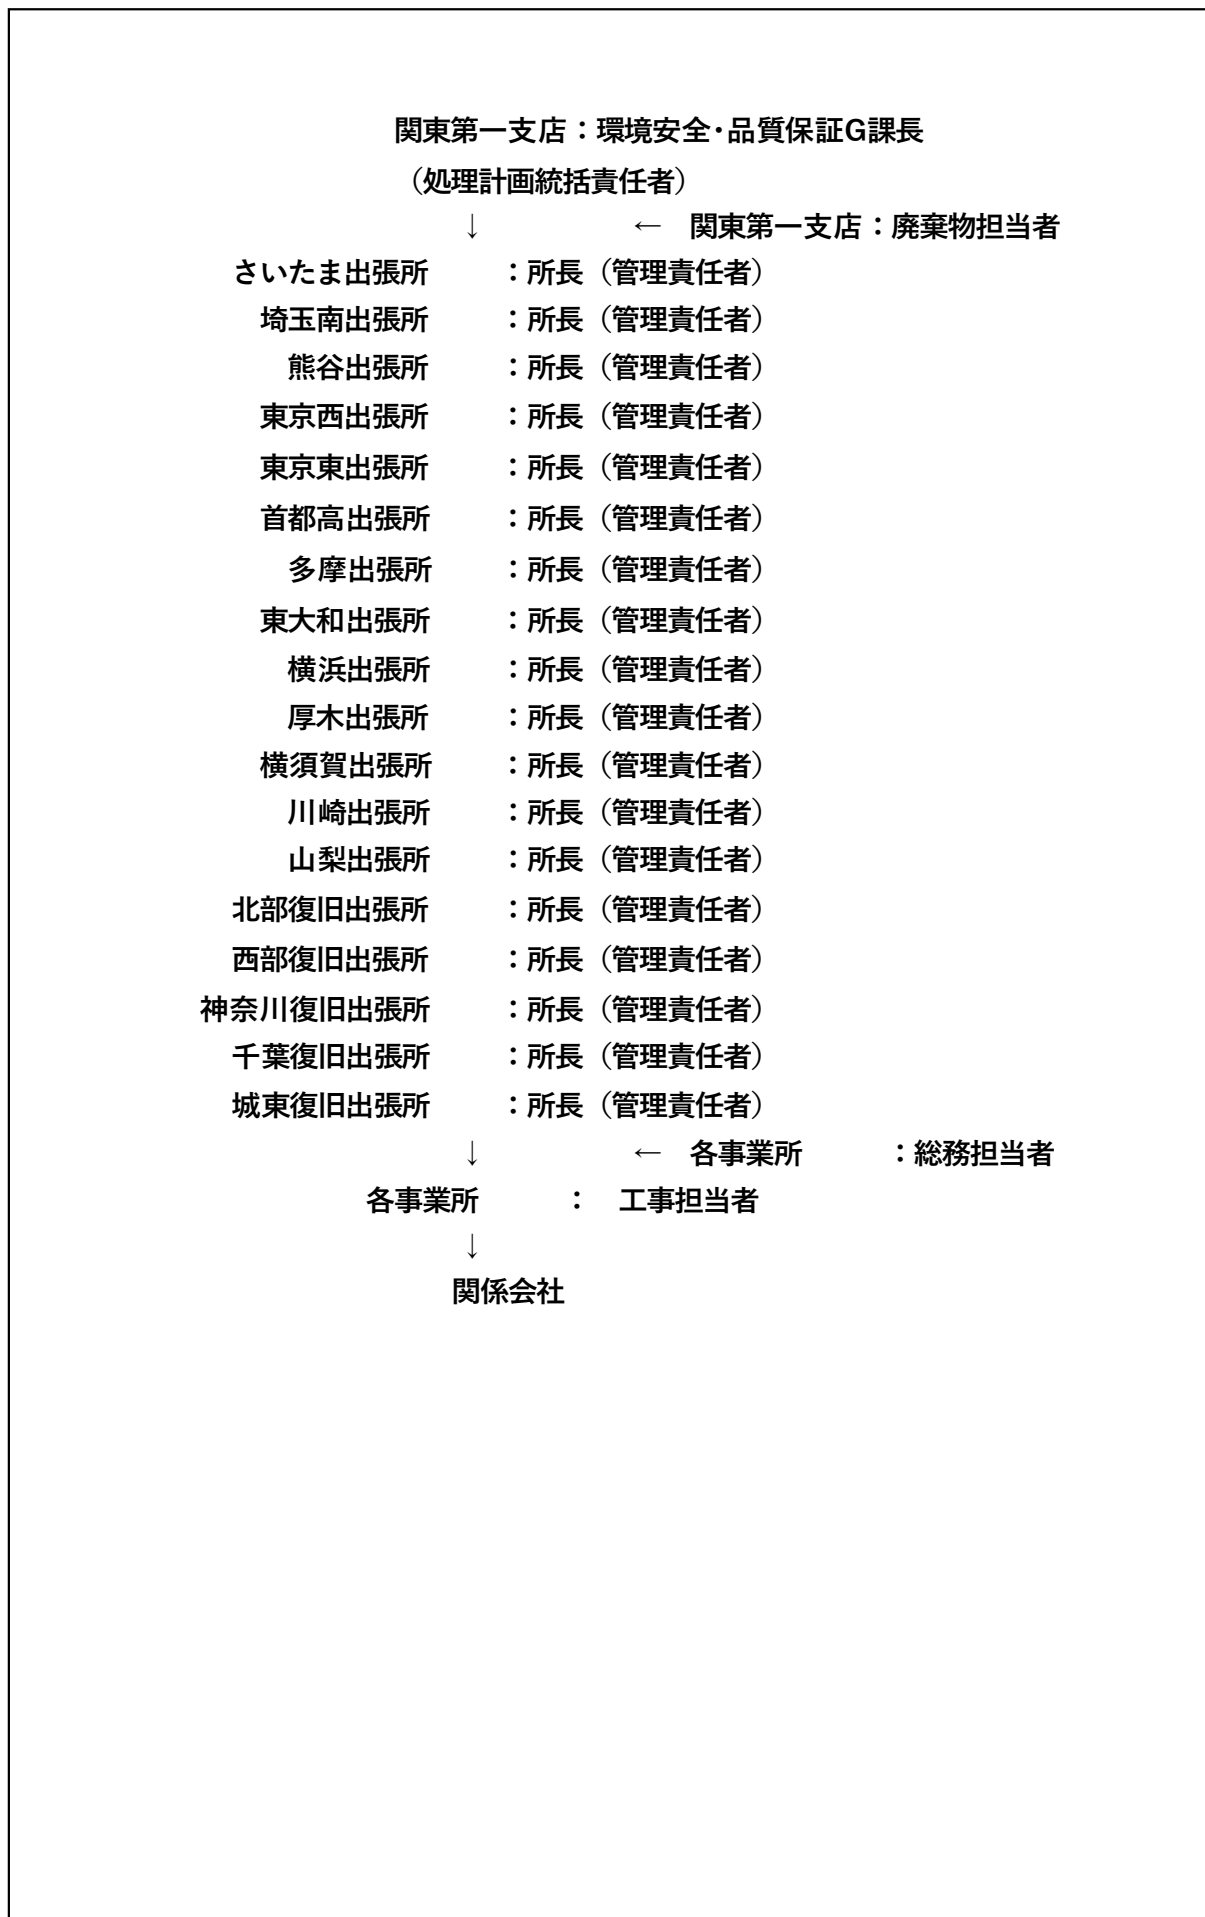 関東第一支店：環境安全・品質保証G課長
（処理計画統括責任者）
↓ ← 関東第一支店：廃棄物担当者
さいたま出張所 ：所長（管理責任者）
埼玉南出張所 ：所長（管理責任者）
熊谷出張所 ：所長（管理責任者）
東京西出張所 ：所長（管理責任者）
東京東出張所 ：所長（管理責任者）
首都高出張所 ：所長（管理責任者）
多摩出張所 ：所長（管理責任者）
東大和出張所 ：所長（管理責任者）
横浜出張所 ：所長（管理責任者）
厚木出張所 ：所長（管理責任者）
横須賀出張所 ：所長（管理責任者）
川崎出張所 ：所長（管理責任者）
山梨出張所 ：所長（管理責任者）
北部復旧出張所 ：所長（管理責任者）
西部復旧出張所 ：所長（管理責任者）
神奈川復旧出張所 ：所長（管理責任者）
千葉復旧出張所 ：所長（管理責任者）
城東復旧出張所 ：所長（管理責任者）
↓ ← 各事業所 ：総務担当者
各事業所 ： 工事担当者
↓
関係会社